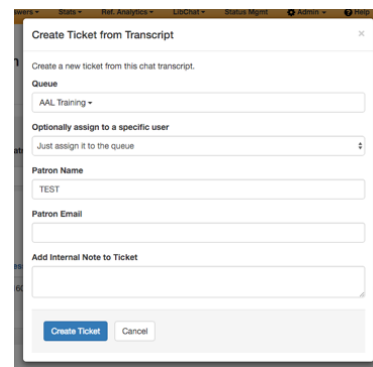 Stats Ref. Analytics LibChat Status Mgmt Admin Help
Create Ticket from Transcript ×
Create a new ticket from this chat transcript.
Queue
AAL Training
Optionally assign to a specific user
Just assign it to the queue
Patron Name
TEST
Patron Email
Add Internal Note to Ticket
Create Ticket Cancel